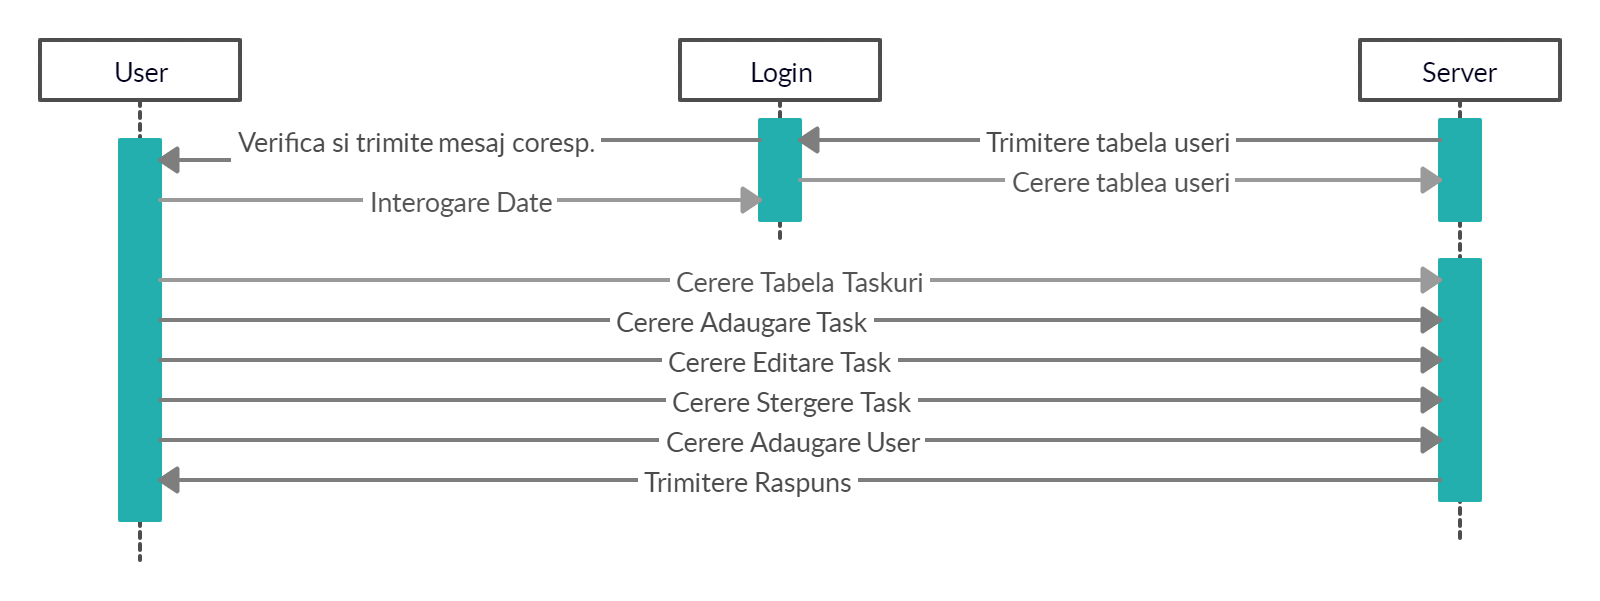 User
Login
Server
Verifica si trimite mesaj coresp.
Trimitere tabela useri
Cerere tablea useri
Interogare Date
Cerere Tabela Taskuri
Cerere Adaugare Task
Cerere Editare Task
Cerere Stergere Task
Cerere Adaugare User
Trimitere Raspuns